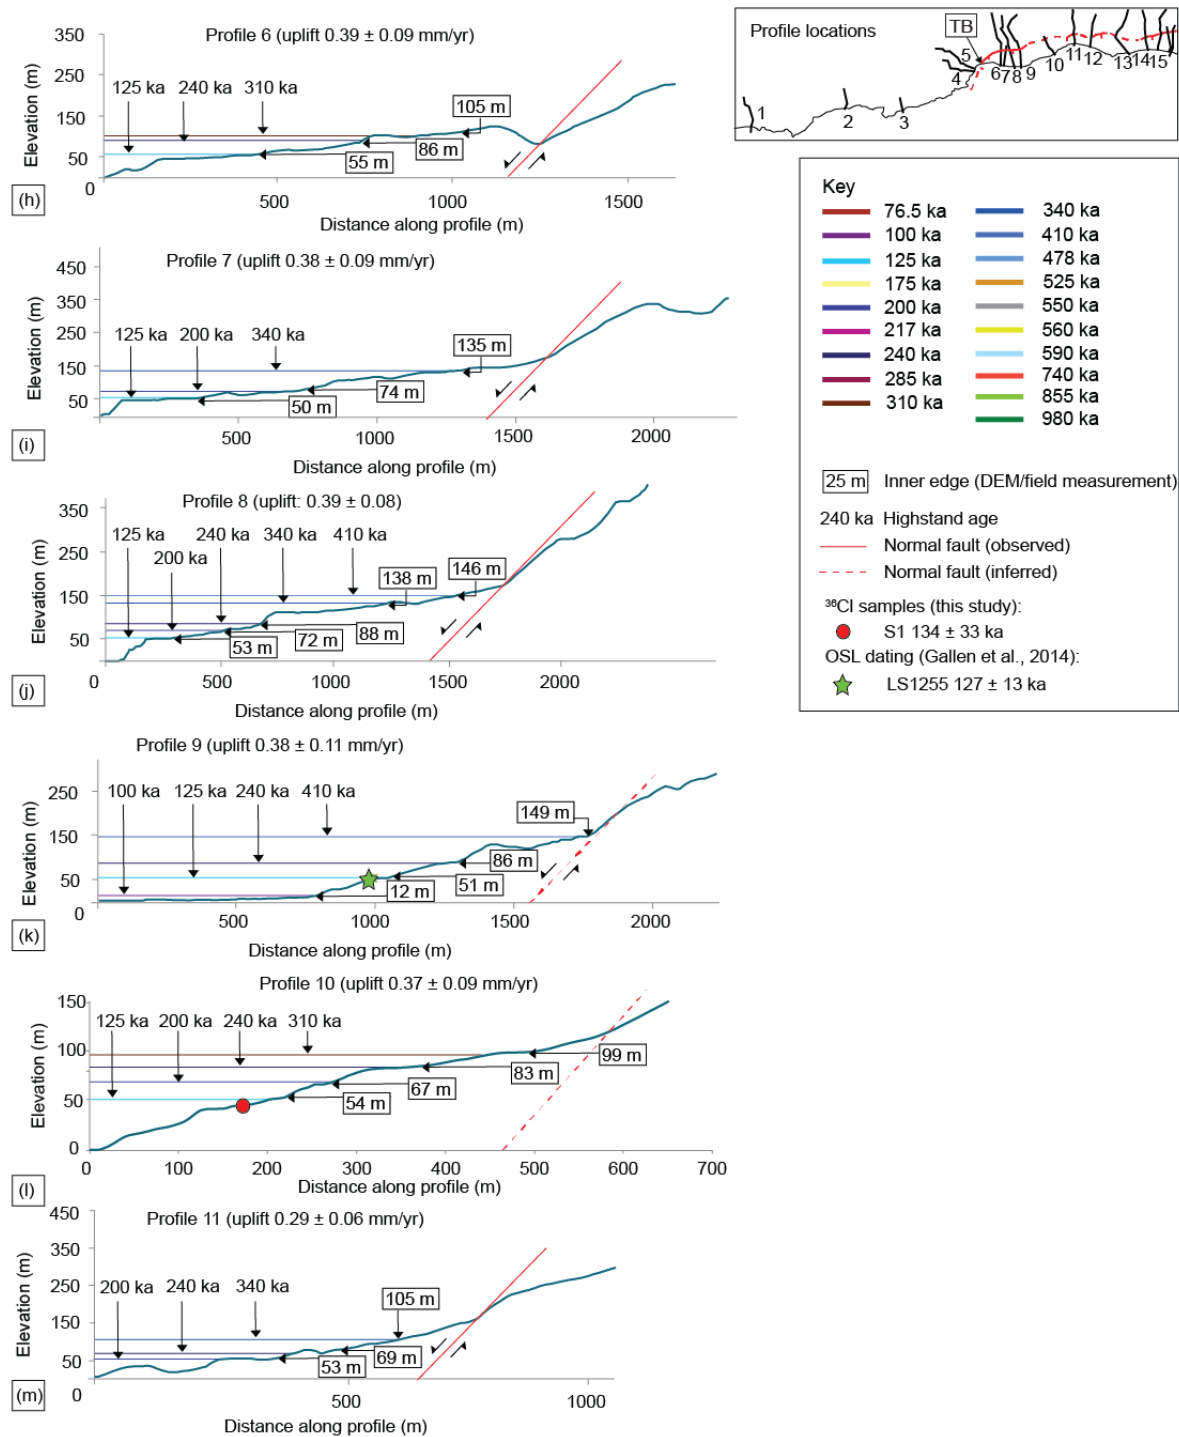 Profile 6 (uplift 0.39 ± 0.09 mm/yr)
350
250
150
50
0
Elevation (m)
125 ka 240 ka 310 ka
105 m
86 m
55 m
500 1000 1500
Distance along profile (m)
(h)
Profile 7 (uplift 0.38 ± 0.09 mm/yr)
450
350
250
150
50
0
Elevation (m)
125 ka 200 ka 340 ka
135 m
74 m
50 m
500 1000 1500 2000
Distance along profile (m)
(i)
Profile 8 (uplift: 0.39 ± 0.08)
350
250
150
50
0
Elevation (m)
125 ka 240 ka 340 ka 410 ka
200 ka
138 m 146 m
88 m
72 m
53 m
0 500 1000 1500 2000
Distance along profile (m)
(j)
Profile 9 (uplift 0.38 ± 0.11 mm/yr)
250
150
50
0
Elevation (m)
100 ka 125 ka 240 ka 410 ka
149 m
86 m
51 m
12 m
500 1000 1500 2000
Distance along profile (m)
(k)
Profile 10 (uplift 0.37 ± 0.09 mm/yr)
150
100
50
0
Elevation (m)
125 ka 200 ka 240 ka 310 ka
99 m
83 m
67 m
54 m
0 100 200 300 400 500 600 700
Distance along profile (m)
(l)
Profile 11 (uplift 0.29 ± 0.06 mm/yr)
450
350
250
150
50
0
Elevation (m)
200 ka 240 ka 340 ka
105 m
69 m
53 m
500 1000
Distance along profile (m)
(m)
Profile locations
TB
1 2 3 4 5 6 7 8 9 10 11 12 13 14 15
Key
76.5 ka 340 ka
100 ka 410 ka
125 ka 478 ka
175 ka 525 ka
200 ka 550 ka
217 ka 560 ka
240 ka 590 ka
285 ka 740 ka
310 ka 855 ka
980 ka
25 m Inner edge (DEM/field measurement)
240 ka Highstand age
Normal fault (observed)
Normal fault (inferred)
³⁶Cl samples (this study):
S1 134 ± 33 ka
OSL dating (Gallen et al., 2014):
LS1255 127 ± 13 ka